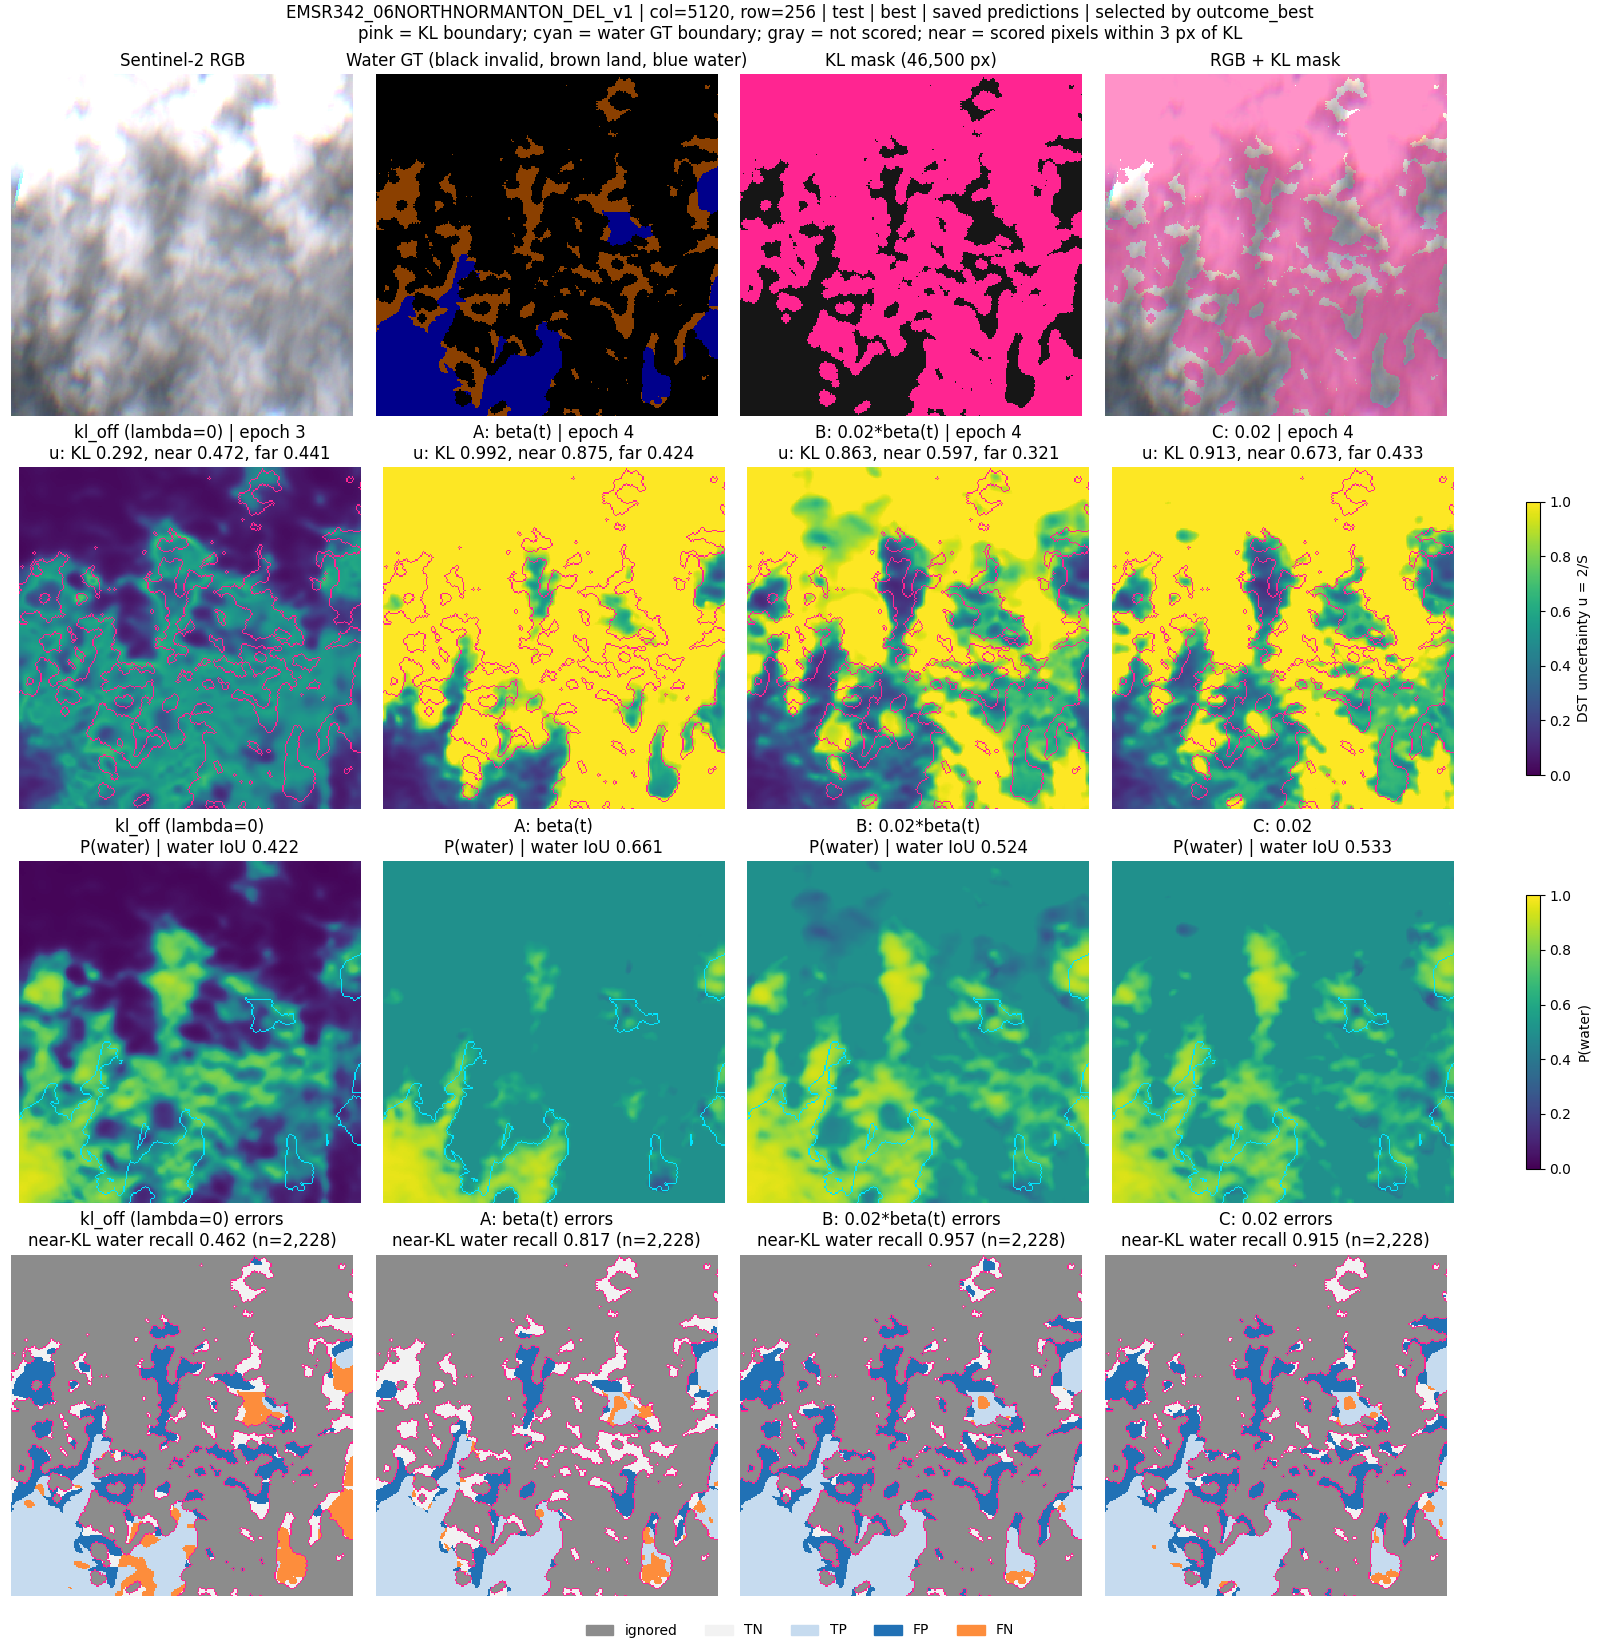 EMSR342_06NORTHNORMANTON_DEL_v1 | col=5120, row=256 | test | best | saved predictions | selected by outcome_best
pink = KL boundary; cyan = water GT boundary; gray = not scored; near = scored pixels within 3 px of KL
Sentinel-2 RGB
Water GT (black invalid, brown land, blue water)
KL mask (46,500 px)
RGB + KL mask
kl_off (lambda=0) | epoch 3
u: KL 0.292, near 0.472, far 0.441
A: beta(t) | epoch 4
u: KL 0.992, near 0.875, far 0.424
B: 0.02*beta(t) | epoch 4
u: KL 0.863, near 0.597, far 0.321
C: 0.02 | epoch 4
u: KL 0.913, near 0.673, far 0.433
1.0
0.8
0.6
0.4
0.2
0.0
DST uncertainty u = 2/S
kl_off (lambda=0)
P(water) | water IoU 0.422
A: beta(t)
P(water) | water IoU 0.661
B: 0.02*beta(t)
P(water) | water IoU 0.524
C: 0.02
P(water) | water IoU 0.533
1.0
0.8
0.6
0.4
0.2
0.0
P(water)
kl_off (lambda=0) errors
near-KL water recall 0.462 (n=2,228)
A: beta(t) errors
near-KL water recall 0.817 (n=2,228)
B: 0.02*beta(t) errors
near-KL water recall 0.957 (n=2,228)
C: 0.02 errors
near-KL water recall 0.915 (n=2,228)
ignored
TN
TP
FP
FN